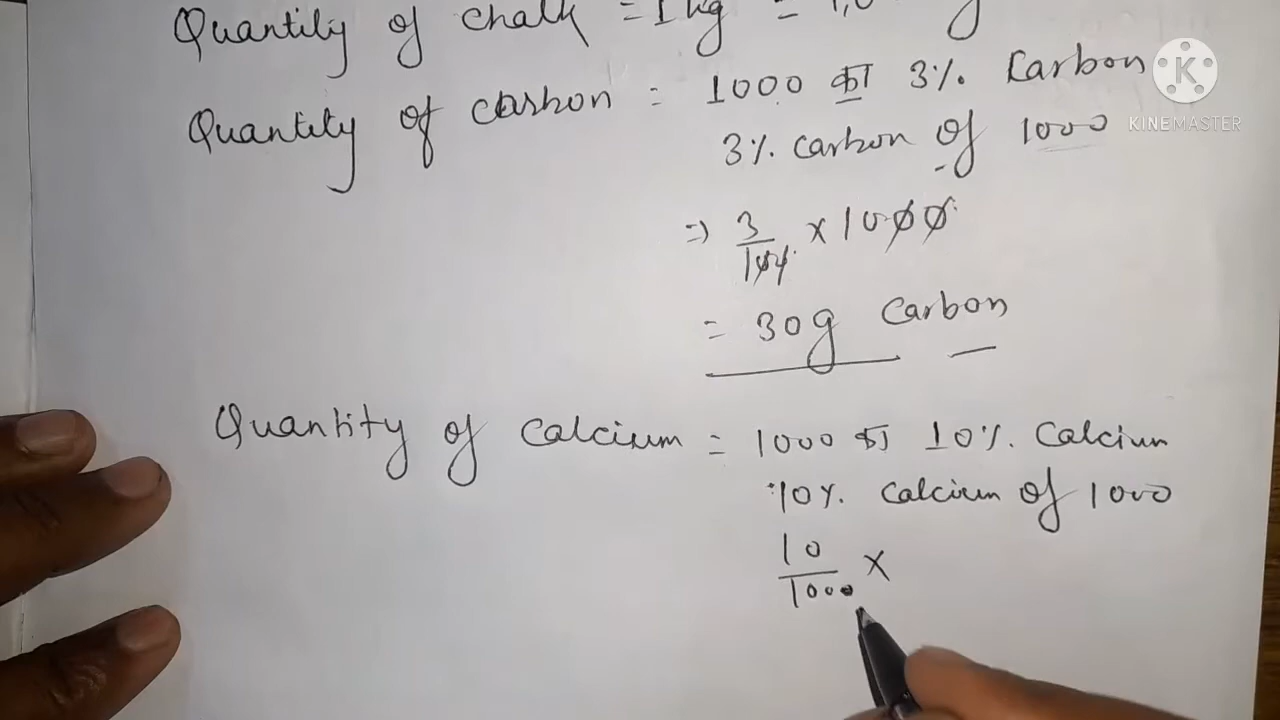 Quantity of chalk = 1 kg =
Quantity of carbon = 1000 का 3% Carbon
KINEMASTER
3% carbon of 1000
=> 3/100 × 1000
= 30g Carbon
Quantity of calcium = 1000 का 10% Calcium
10% Calcium of 1000
10/1000 ×